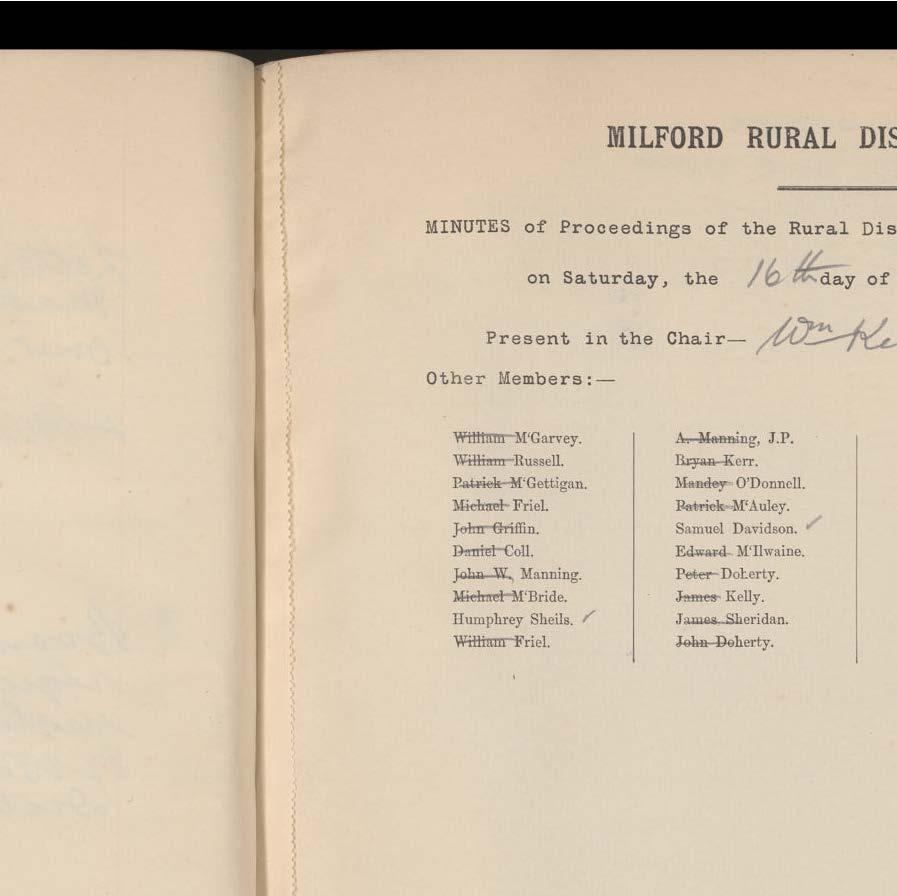 MILFORD RURAL DIS
MINUTES of Proceedings of the Rural Dis
on Saturday, the 16th day of
Present in the Chair— Wm Ke
Other Members:—
William M‘Garvey.
William Russell.
Patrick M‘Gettigan.
Michael Friel.
John Griffin.
Daniel Coll.
John W. Manning.
Michael M‘Bride.
Humphrey Sheils. ✓
William Friel.
A. Manning, J.P.
Bryan Kerr.
Mandey O’Donnell.
Patrick M‘Auley.
Samuel Davidson. ✓
Edward M‘Ilwaine.
Peter Doherty.
James Kelly.
James Sheridan.
John Doherty.